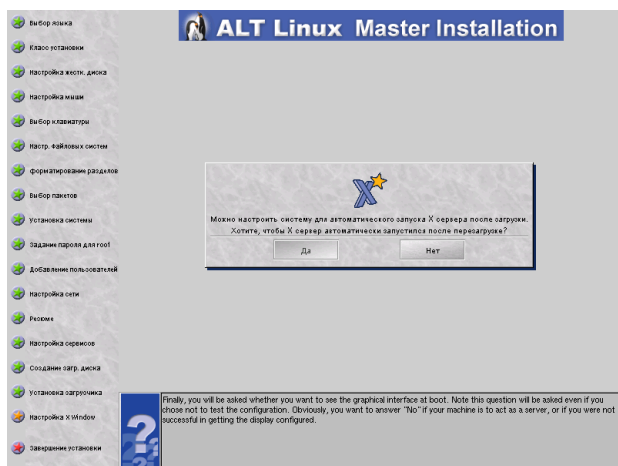 ALT Linux Master Installation
Выбор языка
Класс установки
Настройка жестк. диска
Настройка мыши
Выбор клавиатуры
Настр. Файловых систем
форматирование разделов
Выбор пакетов
Установка системы
Задание пароля для root
Добавление пользователей
Настройка сети
Резюме
Настройка сервисов
Создание загр. диска
Установка загрузчика
Настройка X Window
Завершение установки
Можно настроить систему для автоматического запуска X сервера после загрузки.
Хотите, чтобы X сервер автоматически запустился после перезагрузке?
Да
Нет
Finally, you will be asked whether you want to see the graphical interface at boot. Note this question will be asked even if you
chose not to test the configuration. Obviously, you want to answer "No" if your machine is to act as a server, or if you were not
successful in getting the display configured.